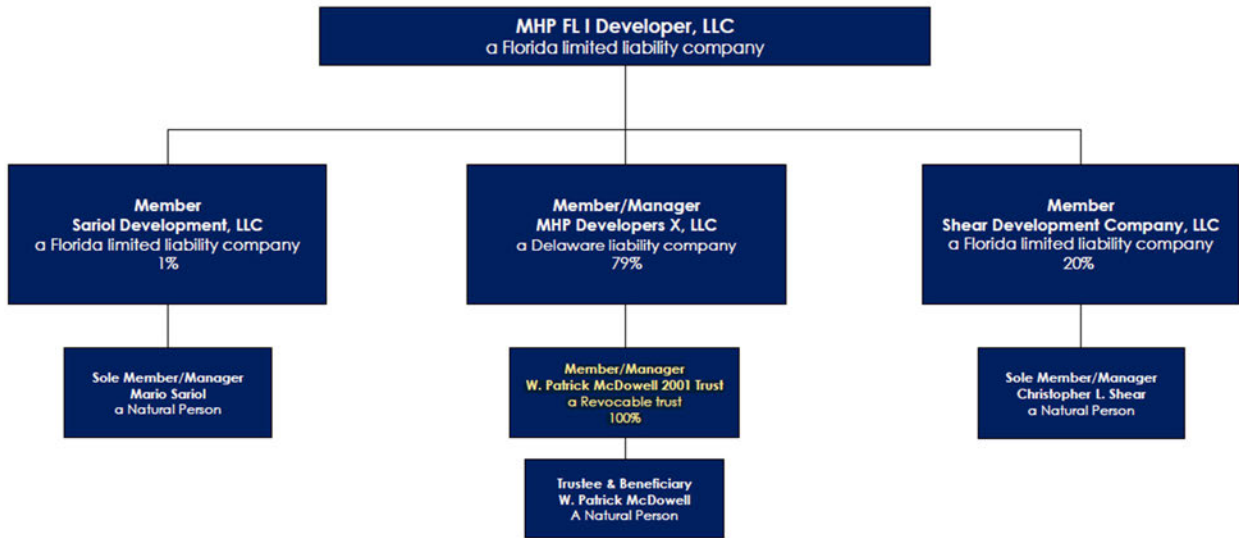 MHP FL I Developer, LLC
a Florida limited liability company
Member
Sariol Development, LLC
a Florida limited liability company
1%
Member/Manager
MHP Developers X, LLC
a Delaware liability company
79%
Member
Shear Development Company, LLC
a Florida limited liability company
20%
Sole Member/Manager
Mario Sariol
a Natural Person
Member/Manager
W. Patrick McDowell 2001 Trust
a Revocable trust
100%
Sole Member/Manager
Christopher L. Shear
a Natural Person
Trustee & Beneficiary
W. Patrick McDowell
A Natural Person